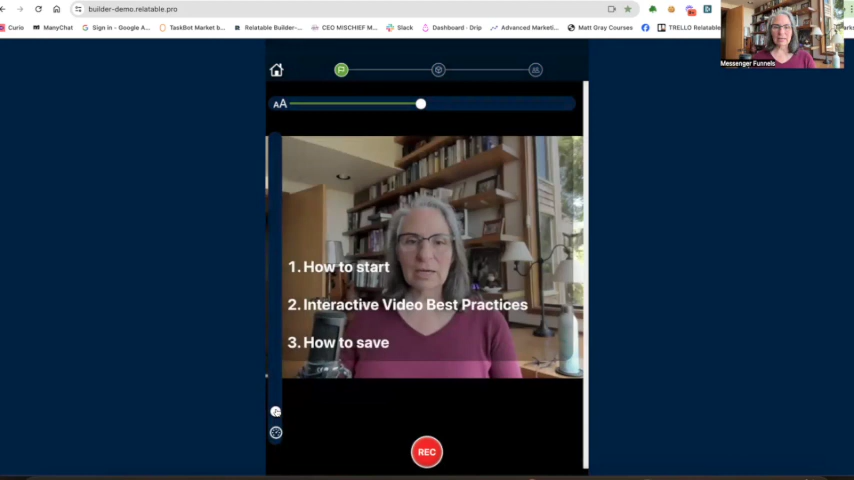 builder-demo.relatable.pro
Curio
ManyChat
Sign in - Google A...
TaskBot Market b...
Relatable Builder-...
CEO MISCHIEF M...
Slack
Dashboard · Drip
Advanced Marketi...
Matt Gray Courses
TRELLO Relatable
Messenger Funnels
AA
1. How to start
2. Interactive Video Best Practices
3. How to save
REC